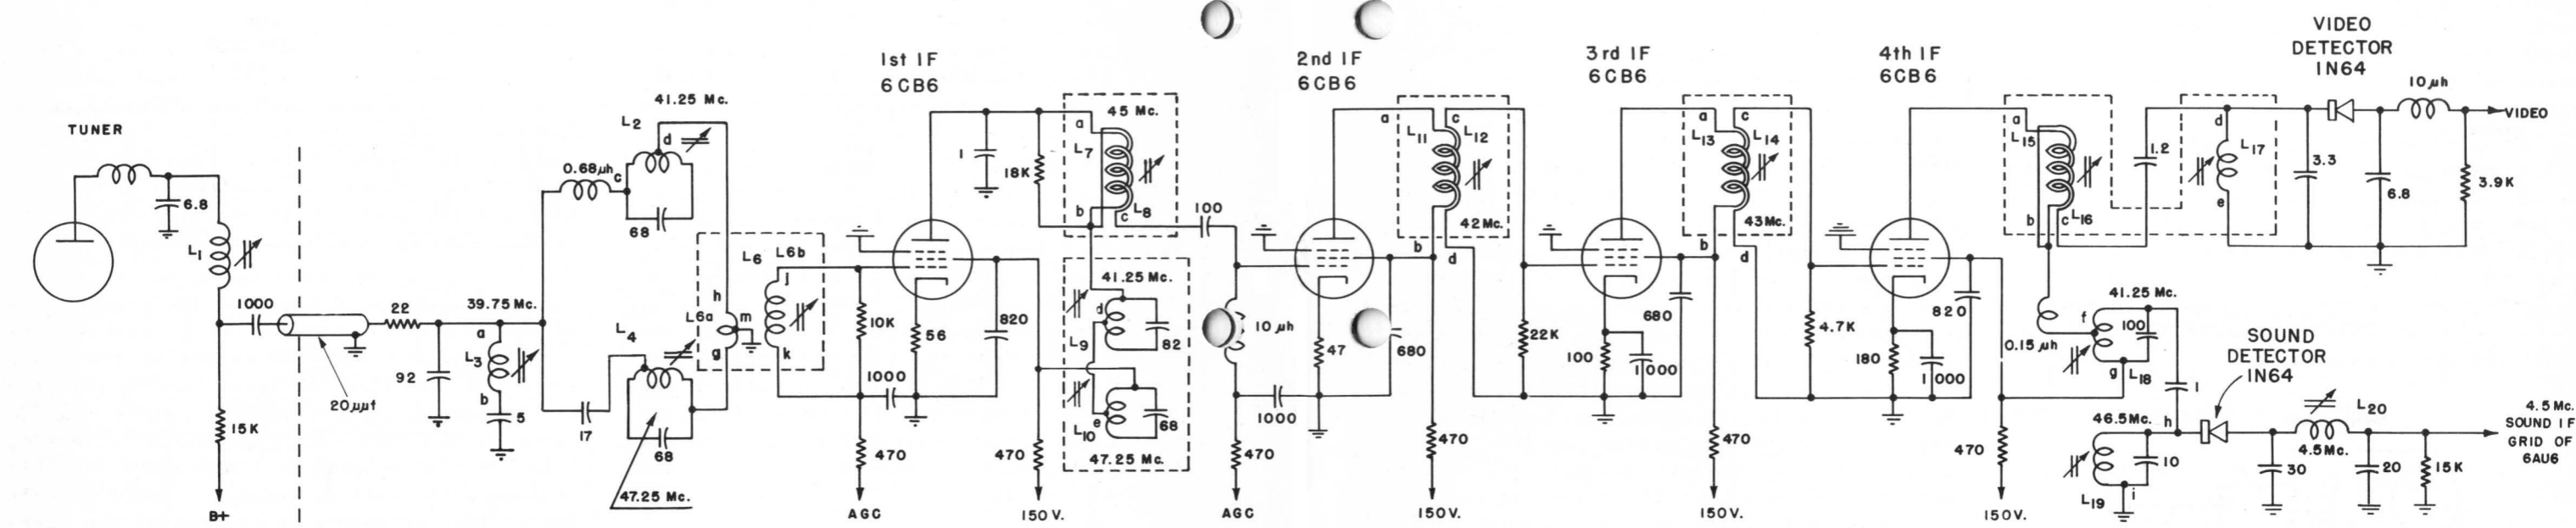 TUNER
6.8
L1
1000
15K
B+
20µµf
22
92
39.75 Mc.
a
L3
b
5
0.68µh
c
L2
41.25 Mc.
d
68
17
L4
68
47.25 Mc.
L6
L6b
j
h
L6a
m
g
k
1st IF
6CB6
10K
56
820
1000
470
AGC
470
150V.
1
18K
45 Mc.
a
L7
b
L8
c
100
41.25 Mc.
d
L9
82
L10
e
68
47.25 Mc.
2nd IF
6CB6
10 µh
1000
470
AGC
47
680
a
L11
c
L12
42Mc.
b
d
470
150V.
3rd IF
6CB6
22K
100
1000
680
a
L13
c
L14
43Mc.
b
d
470
150V.
4th IF
6CB6
4.7K
180
1000
820
470
150V.
a
L15
b
c
L16
1.2
d
L17
e
3.3
VIDEO
DETECTOR
IN64
6.8
10µh
3.9K
VIDEO
0.15 µh
41.25 Mc.
f
100
g
L18
1
46.5Mc.
h
L19
10
i
SOUND
DETECTOR
IN64
30
L20
4.5Mc.
20
15K
4.5 Mc.
SOUND IF
GRID OF
6AU6